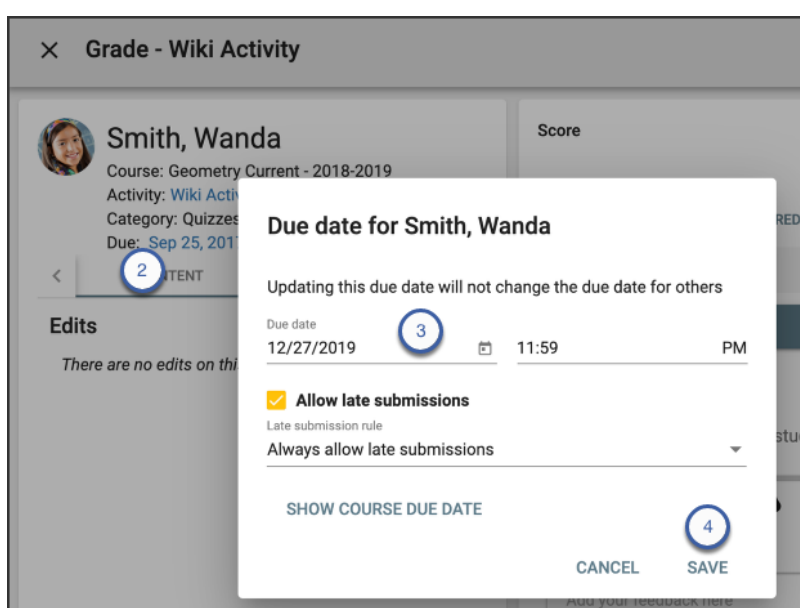 Grade - Wiki Activity
Smith, Wanda
Course: Geometry Current - 2018-2019
Activity: Wiki
Category: Quizzes
Due: Sep 25, 201
2
Edits
There are no edits on
Score
Due date for Smith, Wanda
Updating this due date will not change the due date for others
Due date
3
12/27/2019 11:59 PM
Allow late submissions
Late submission rule
Always allow late submissions
SHOW COURSE DUE DATE
4
CANCEL SAVE
Add your feedback here